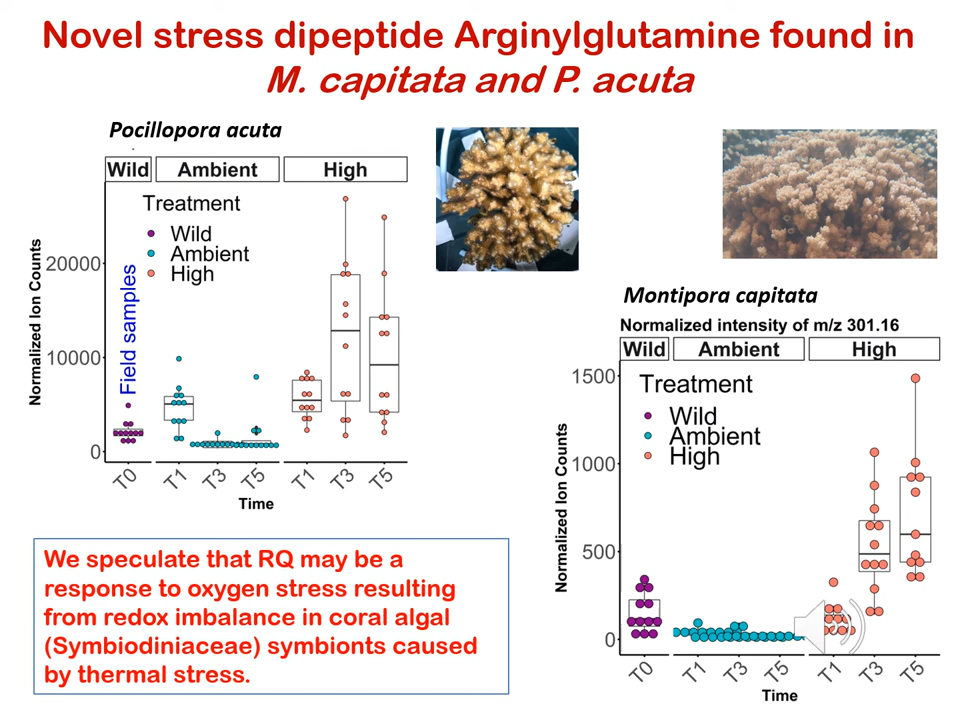 Novel stress dipeptide Arginylglutamine found in
M. capitata and P. acuta
Pocillopora acuta
Wild Ambient High
Treatment
Wild
Ambient
High
Field samples
Normalized Ion Counts
20000
10000
0
T0 T1 T3 T5 T1 T3 T5
Time
Montipora capitata
Normalized intensity of m/z 301.16
Wild Ambient High
Treatment
Wild
Ambient
High
Normalized Ion Counts
1500
1000
500
0
T0 T1 T3 T5 T1 T3 T5
Time
We speculate that RQ may be a
response to oxygen stress resulting
from redox imbalance in coral algal
(Symbiodiniaceae) symbionts caused
by thermal stress.